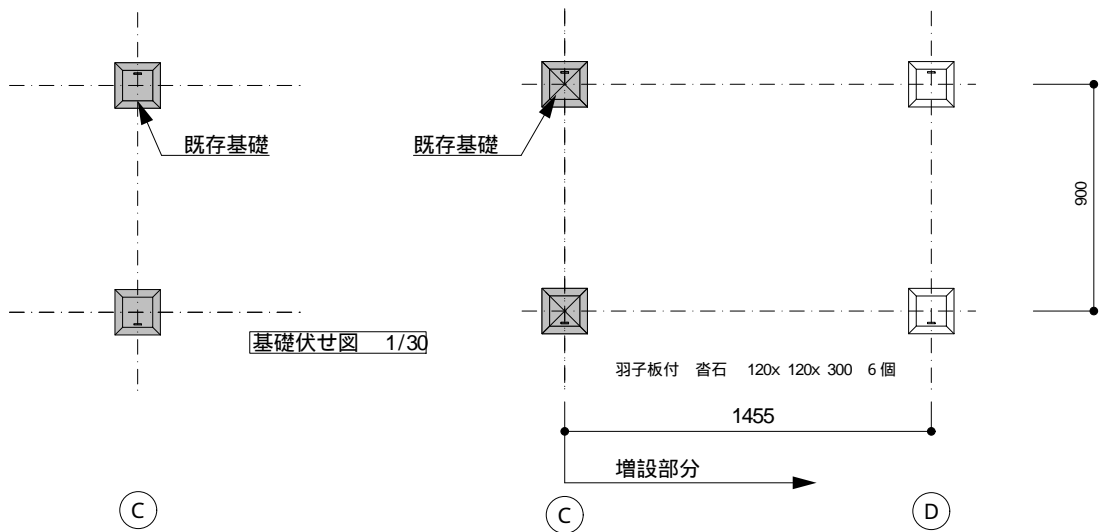 既存基礎
既存基礎
900
基礎伏せ図 1/30
羽子板付 沓石 120x 120x 300 6 個
1455
増設部分
C
C
D